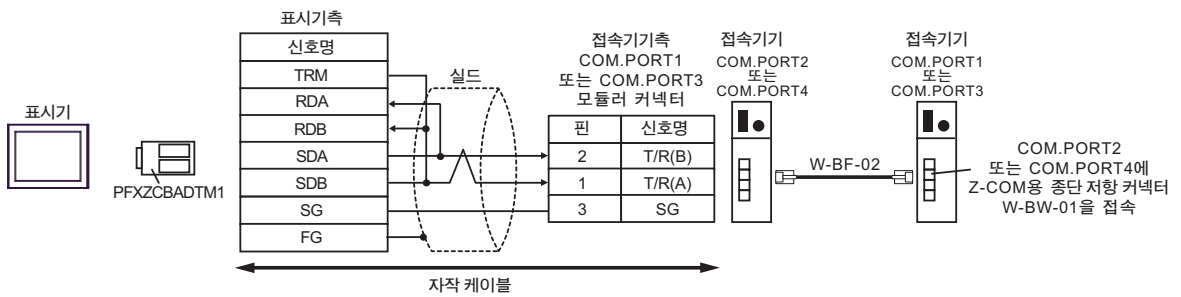 표시기
PFXZCBADTM1
표시기측
신호명
TRM
RDA
RDB
SDA
SDB
SG
FG
실드
자작 케이블
접속기기측
COM.PORT1
또는 COM.PORT3
모듈러 커넥터
핀 신호명
2 T/R(B)
1 T/R(A)
3 SG
접속기기
COM.PORT2
또는
COM.PORT4
W-BF-02
접속기기
COM.PORT1
또는
COM.PORT3
COM.PORT2
또는 COM.PORT4에
Z-COM용 종단 저항 커넥터
W-BW-01을 접속